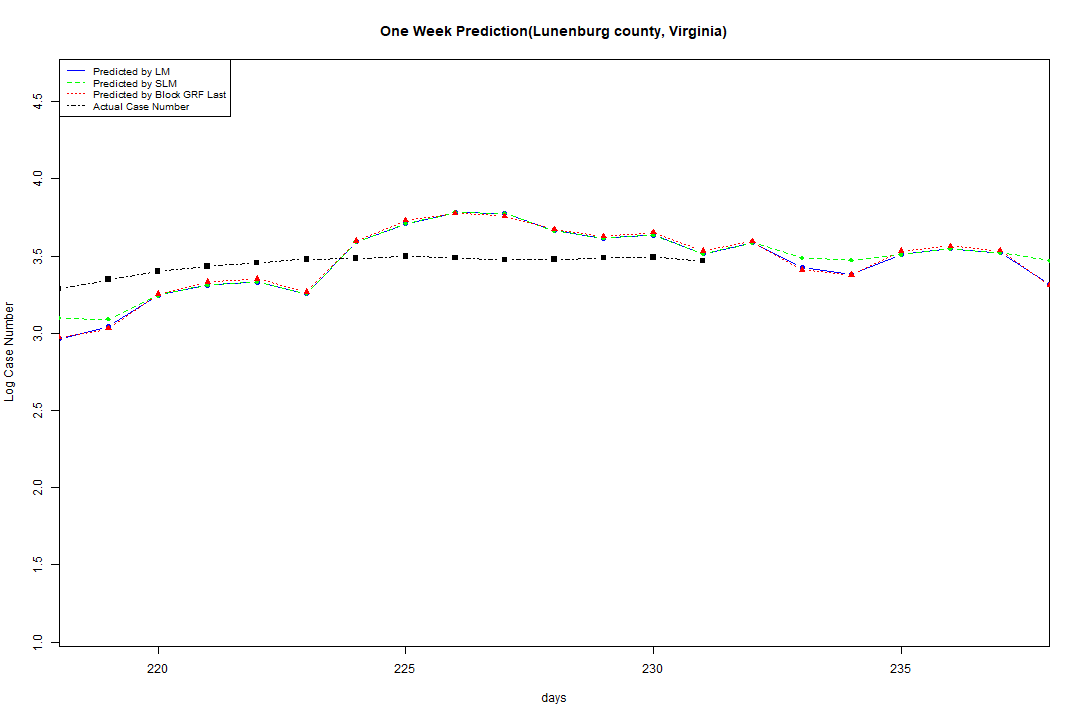 One Week Prediction(Lunenburg county, Virginia)
Predicted by LM
Predicted by SLM
Predicted by Block GRF Last
Actual Case Number
4.5
4.0
3.5
3.0
2.5
2.0
1.5
1.0
Log Case Number
220
225
230
235
days